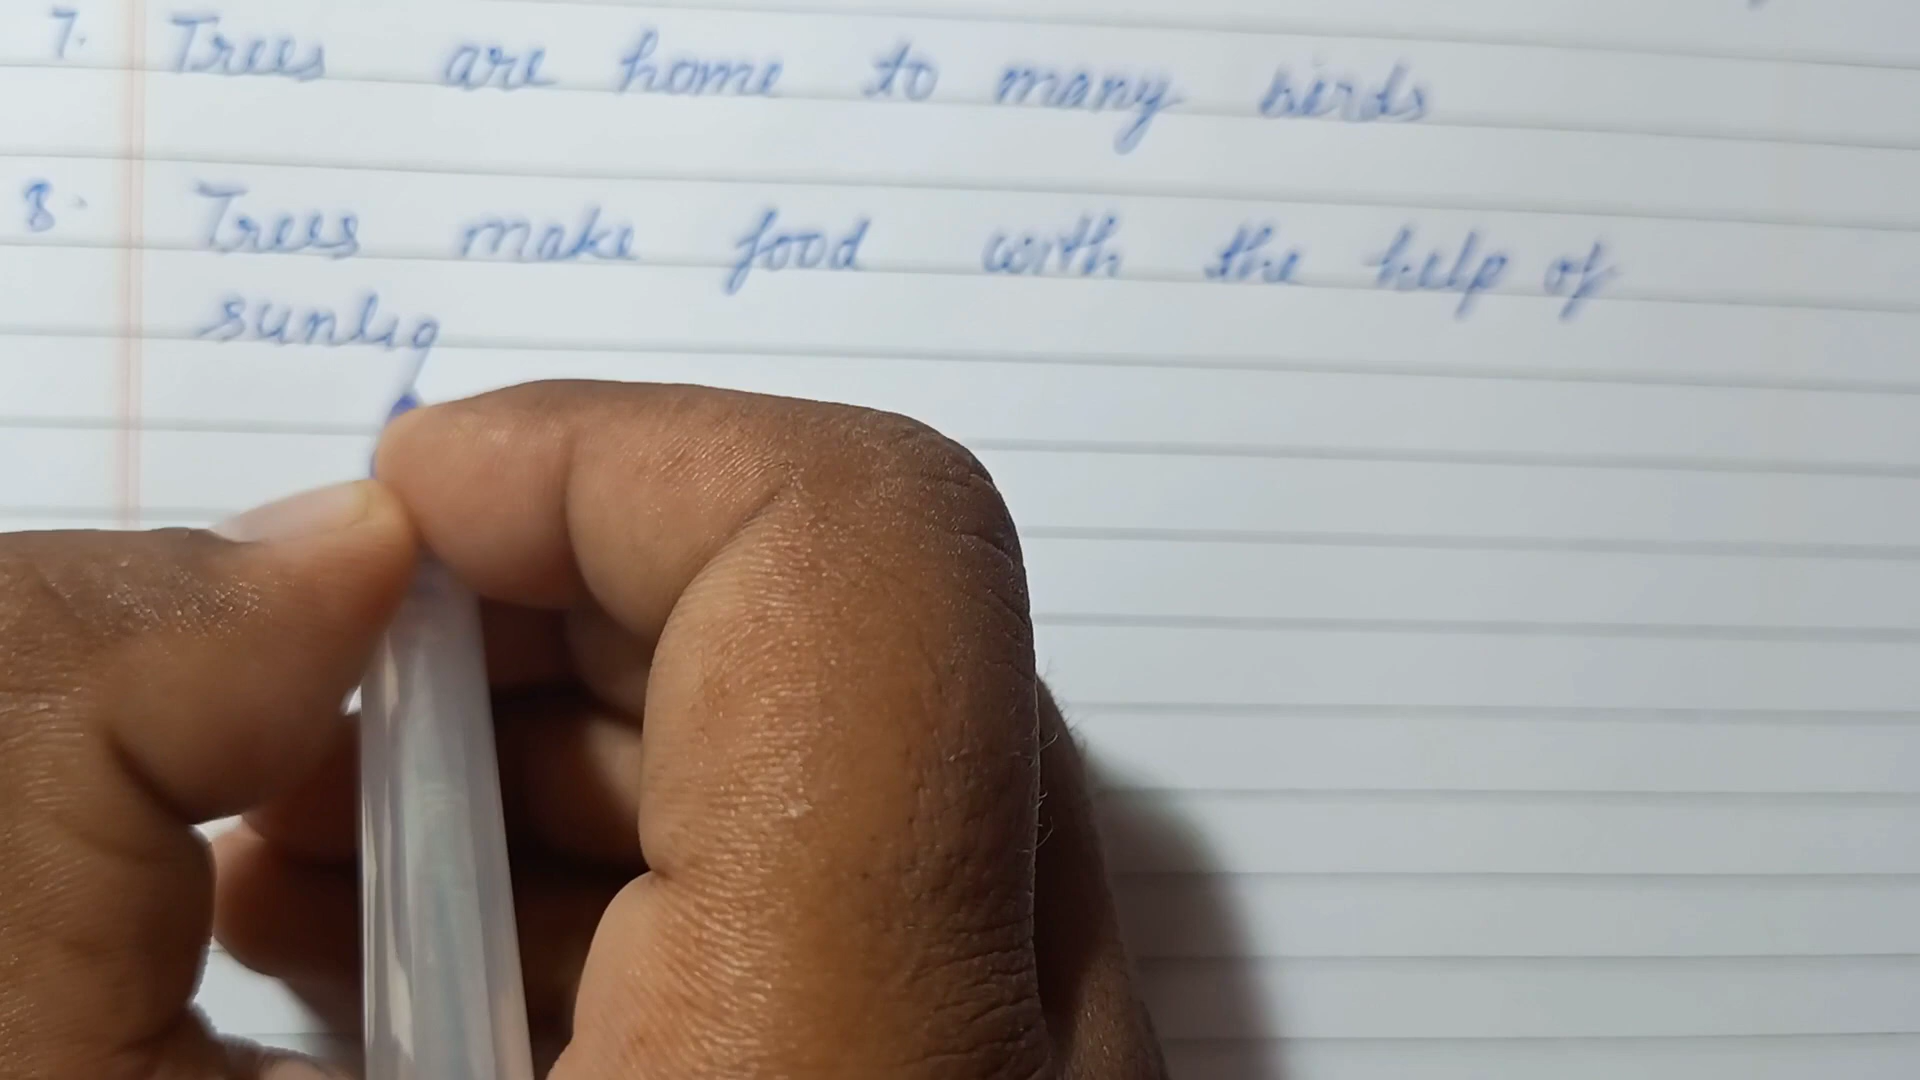 7. Trees are home to many birds
8. Trees make food with the help of
sunlig